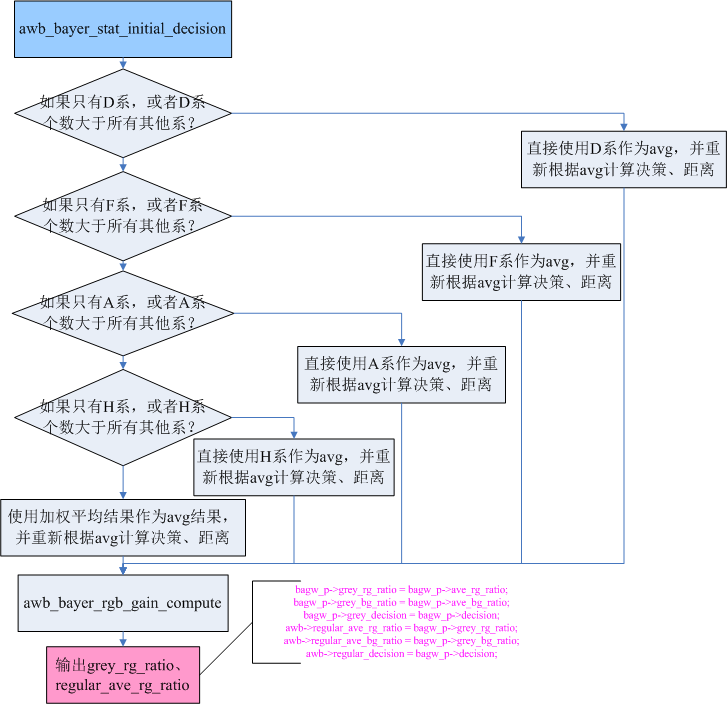 awb_bayer_stat_initial_decision
如果只有D系，或者D系
个数大于所有其他系？
直接使用D系作为avg，并重
新根据avg计算决策、距离
如果只有F系，或者F系
个数大于所有其他系？
直接使用F系作为avg，并重
新根据avg计算决策、距离
如果只有A系，或者A系
个数大于所有其他系？
直接使用A系作为avg，并重
新根据avg计算决策、距离
如果只有H系，或者H系
个数大于所有其他系？
直接使用H系作为avg，并重
新根据avg计算决策、距离
使用加权平均结果作为avg结果，
并重新根据avg计算决策、距离
awb_bayer_rgb_gain_compute
bagw_p->grey_rg_ratio = bagw_p->ave_rg_ratio;
bagw_p->grey_bg_ratio = bagw_p->ave_bg_ratio;
bagw_p->grey_decision = bagw_p->decision;
awb->regular_ave_rg_ratio = bagw_p->grey_rg_ratio;
awb->regular_ave_bg_ratio = bagw_p->grey_bg_ratio;
awb->regular_decision = bagw_p->decision;
输出grey_rg_ratio、
regular_ave_rg_ratio